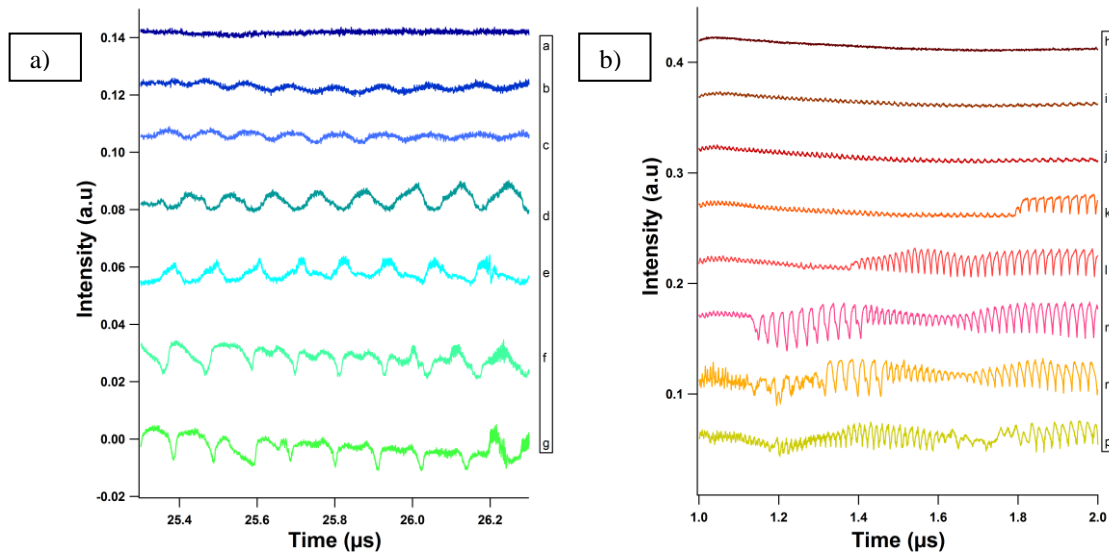 a)
Intensity (a.u)
0.14
0.12
0.10
0.08
0.06
0.04
0.02
0.00
-0.02
a
b
c
d
e
f
g
25.4
25.6
25.8
26.0
26.2
Time (µs)
b)
Intensity (a.u)
0.4
0.3
0.2
0.1
h
i
j
k
l
p
1.0
1.2
1.4
1.6
1.8
2.0
Time (µs)